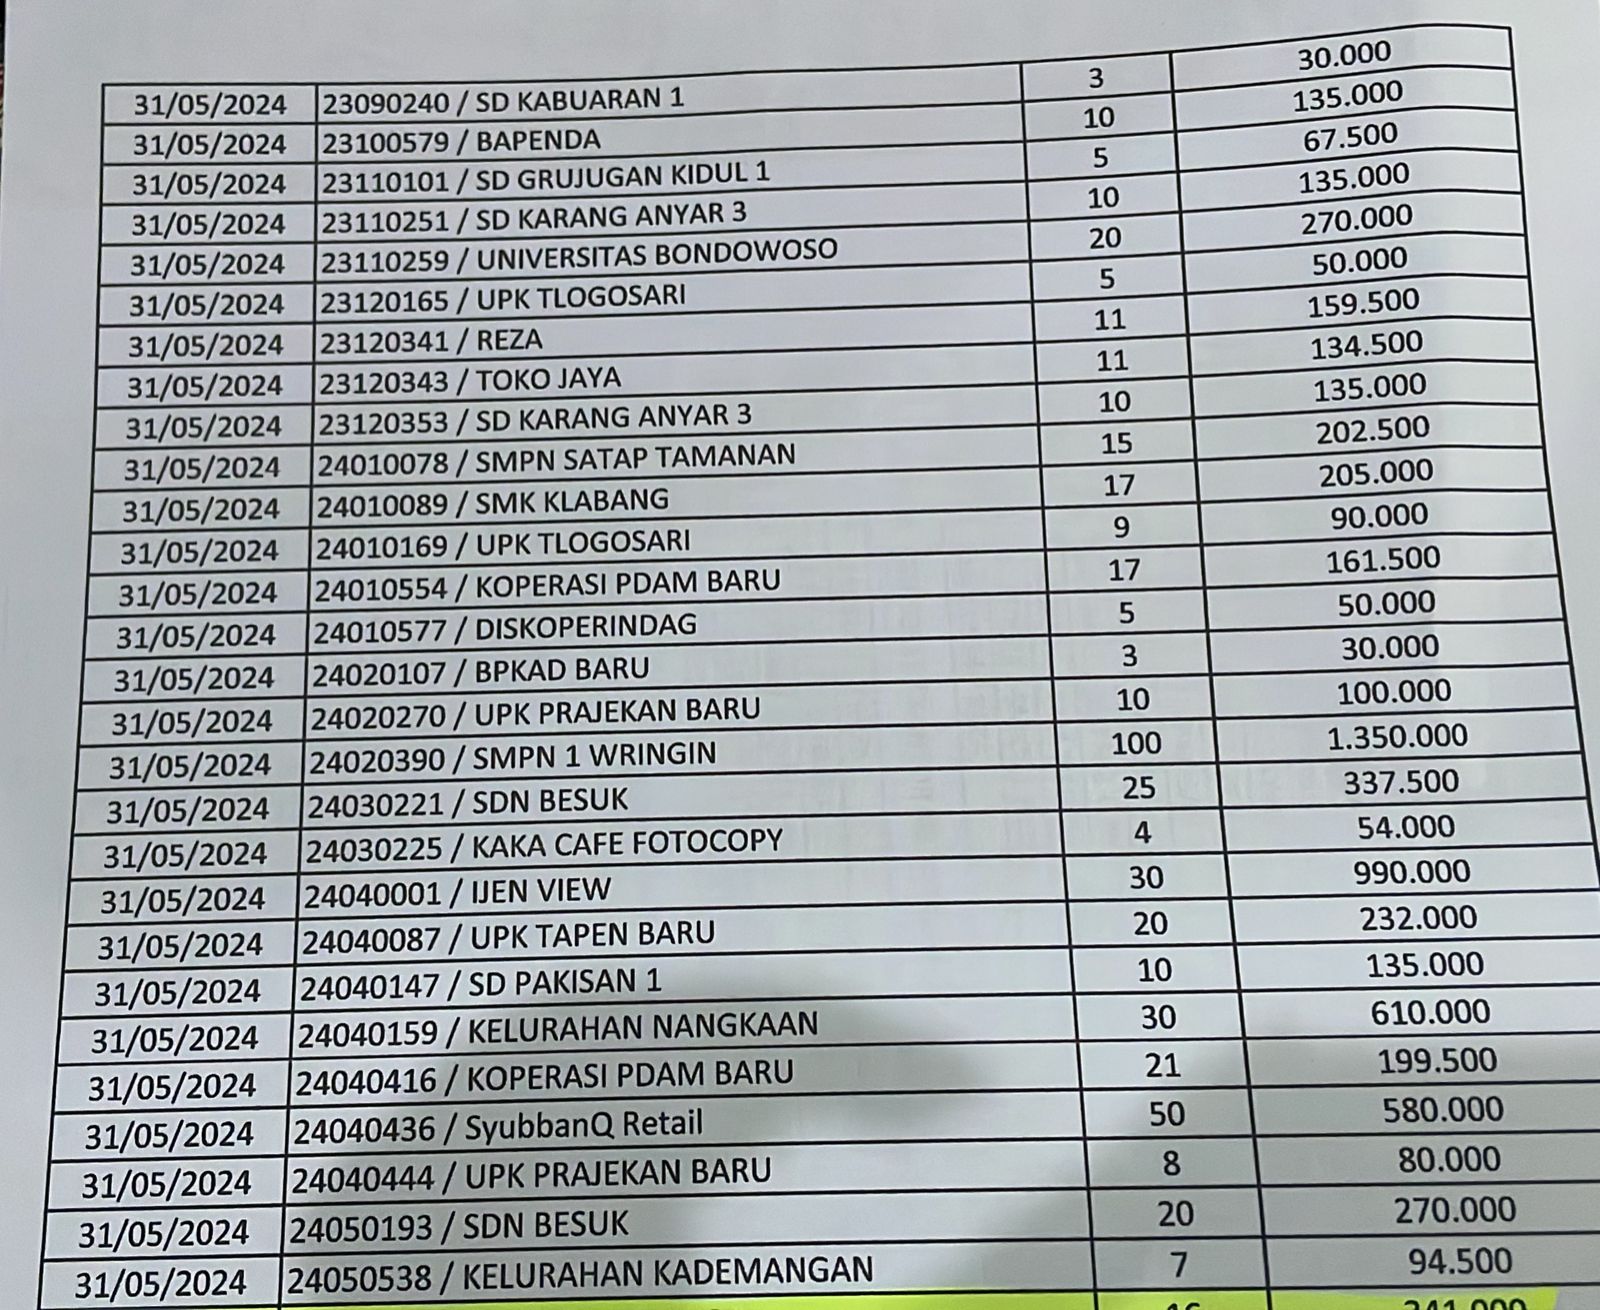 31/05/2024 23090240 / SD KABUARAN 1 3 30.000
31/05/2024 23100579 / BAPENDA 10 135.000
31/05/2024 23110101 / SD GRUJUGAN KIDUL 1 5 67.500
31/05/2024 23110251 / SD KARANG ANYAR 3 10 135.000
31/05/2024 23110259 / UNIVERSITAS BONDOWOSO 20 270.000
31/05/2024 23120165 / UPK TLOGOSARI 5 50.000
31/05/2024 23120341 / REZA 11 159.500
31/05/2024 23120343 / TOKO JAYA 11 134.500
31/05/2024 23120353 / SD KARANG ANYAR 3 10 135.000
31/05/2024 24010078 / SMPN SATAP TAMANAN 15 202.500
31/05/2024 24010089 / SMK KLABANG 17 205.000
31/05/2024 24010169 / UPK TLOGOSARI 9 90.000
31/05/2024 24010554 / KOPERASI PDAM BARU 17 161.500
31/05/2024 24010577 / DISKOPERINDAG 5 50.000
31/05/2024 24020107 / BPKAD BARU 3 30.000
31/05/2024 24020270 / UPK PRAJEKAN BARU 10 100.000
31/05/2024 24020390 / SMPN 1 WRINGIN 100 1.350.000
31/05/2024 24030221 / SDN BESUK 25 337.500
31/05/2024 24030225 / KAKA CAFE FOTOCOPY 4 54.000
31/05/2024 24040001 / IJEN VIEW 30 990.000
31/05/2024 24040087 / UPK TAPEN BARU 20 232.000
31/05/2024 24040147 / SD PAKISAN 1 10 135.000
31/05/2024 24040159 / KELURAHAN NANGKAAN 30 610.000
31/05/2024 24040416 / KOPERASI PDAM BARU 21 199.500
31/05/2024 24040436 / SyubbanQ Retail 50 580.000
31/05/2024 24040444 / UPK PRAJEKAN BARU 8 80.000
31/05/2024 24050193 / SDN BESUK 20 270.000
31/05/2024 24050538 / KELURAHAN KADEMANGAN 7 94.500